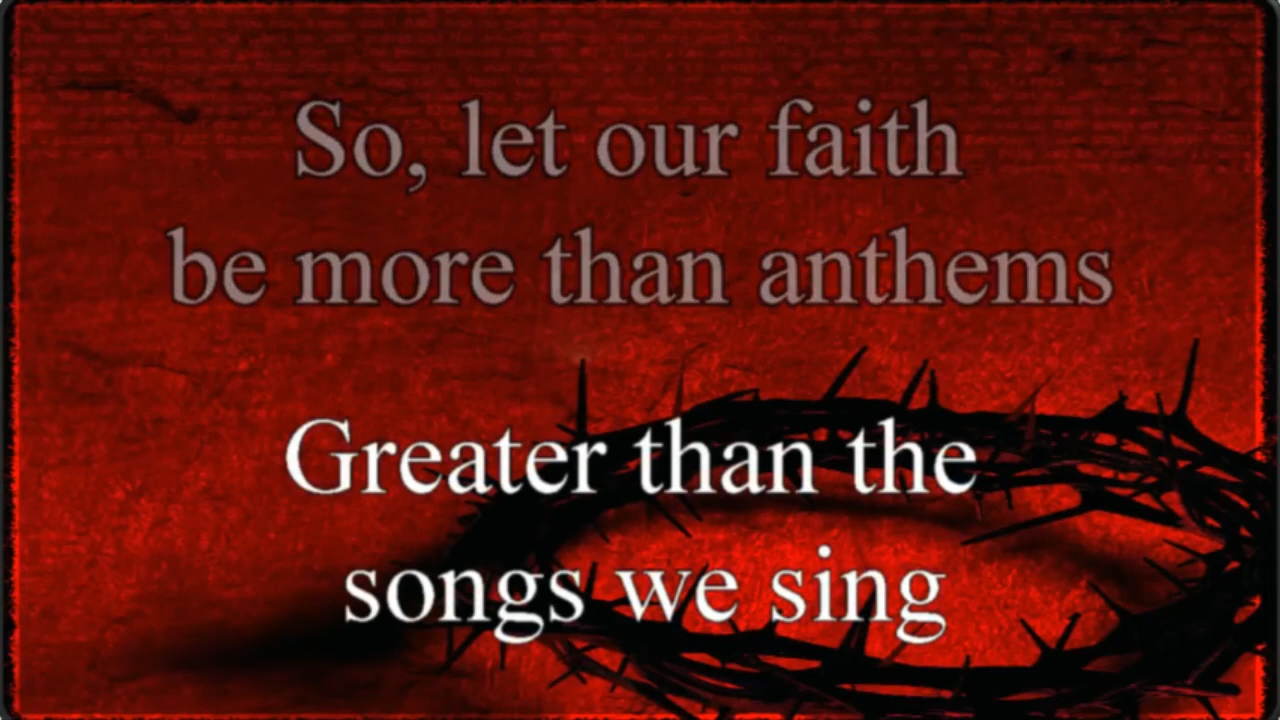 So, let our faith
be more than anthems
Greater than the
songs we sing